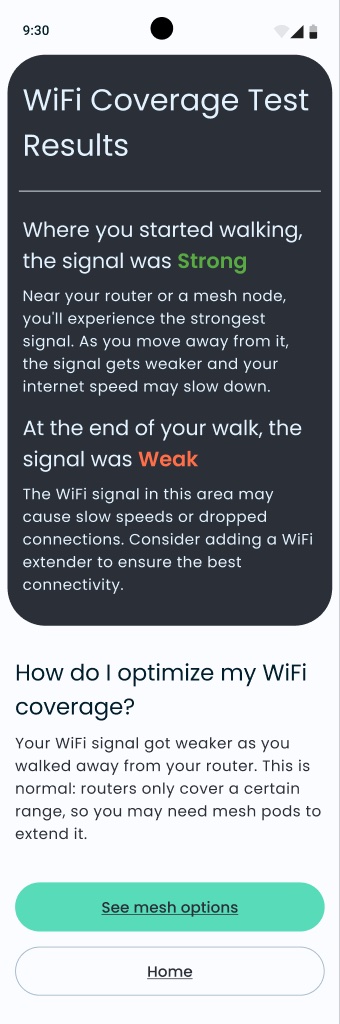 9:30
WiFi Coverage Test
Results
Where you started walking,
the signal was Strong
Near your router or a mesh node,
you'll experience the strongest
signal. As you move away from it,
the signal gets weaker and your
internet speed may slow down.
At the end of your walk, the
signal was Weak
The WiFi signal in this area may
cause slow speeds or dropped
connections. Consider adding a WiFi
extender to ensure the best
connectivity.
How do I optimize my WiFi
coverage?
Your WiFi signal got weaker as you
walked away from your router. This is
normal: routers only cover a certain
range, so you may need mesh pods to
extend it.
See mesh options
Home